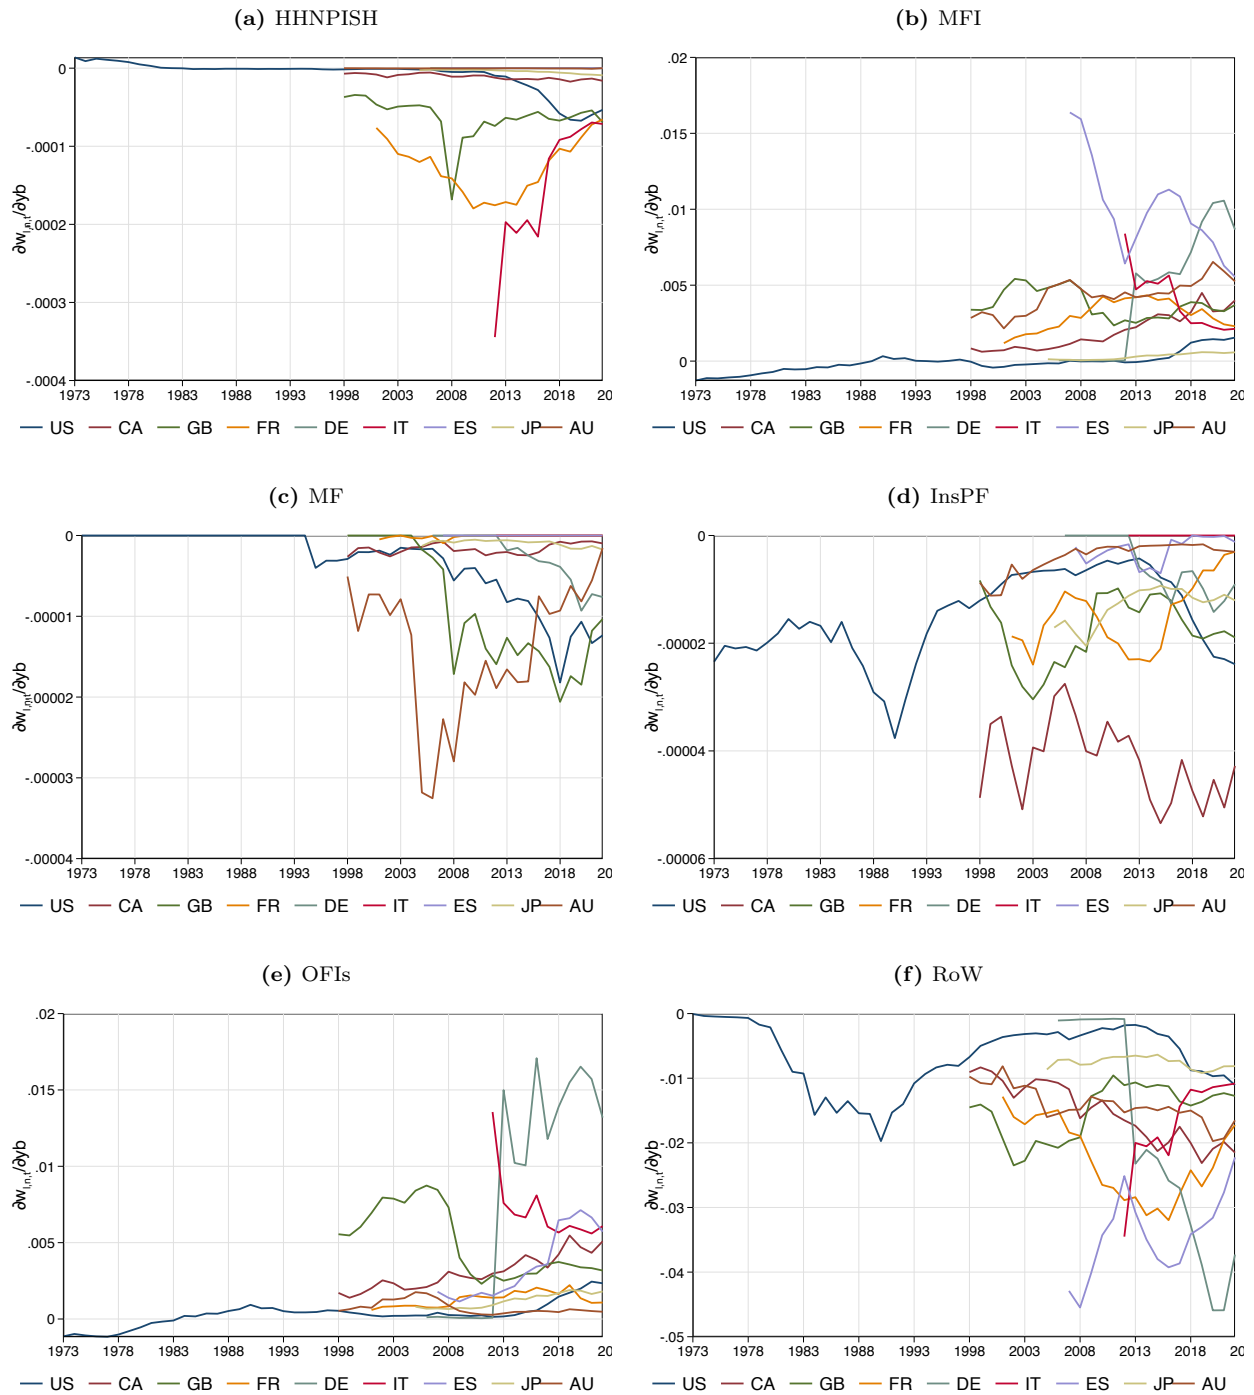 (a) HHNPISH
0
-.0001
-.0002
-.0003
-.0004
∂w_{I,n,t}/∂yb
1973 1978 1983 1988 1993 1998 2003 2008 2013 2018 20
US CA GB FR DE IT ES JP AU
(b) MFI
.02
.015
.01
.005
0
∂w_{I,n,t}/∂yb
1973 1978 1983 1988 1993 1998 2003 2008 2013 2018 20
US CA GB FR DE IT ES JP AU
(c) MF
0
-.00001
-.00002
-.00003
-.00004
∂w_{I,n,t}/∂yb
1973 1978 1983 1988 1993 1998 2003 2008 2013 2018 20
US CA GB FR DE IT ES JP AU
(d) InsPF
0
-.00002
-.00004
-.00006
∂w_{I,n,t}/∂yb
1973 1978 1983 1988 1993 1998 2003 2008 2013 2018 20
US CA GB FR DE IT ES JP AU
(e) OFIs
.02
.015
.01
.005
0
∂w_{I,n,t}/∂yb
1973 1978 1983 1988 1993 1998 2003 2008 2013 2018 20
US CA GB FR DE IT ES JP AU
(f) RoW
0
-.01
-.02
-.03
-.04
-.05
∂w_{I,n,t}/∂yb
1973 1978 1983 1988 1993 1998 2003 2008 2013 2018 20
US CA GB FR DE IT ES JP AU